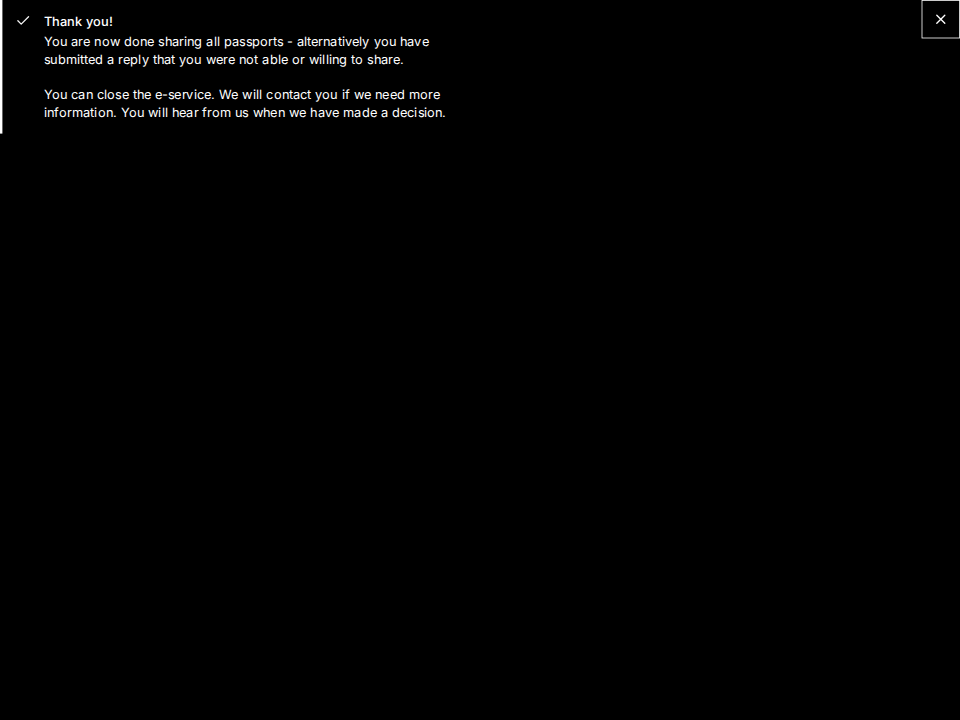 Thank you!
You are now done sharing all passports - alternatively you have
submitted a reply that you were not able or willing to share.
You can close the e-service. We will contact you if we need more
information. You will hear from us when we have made a decision.